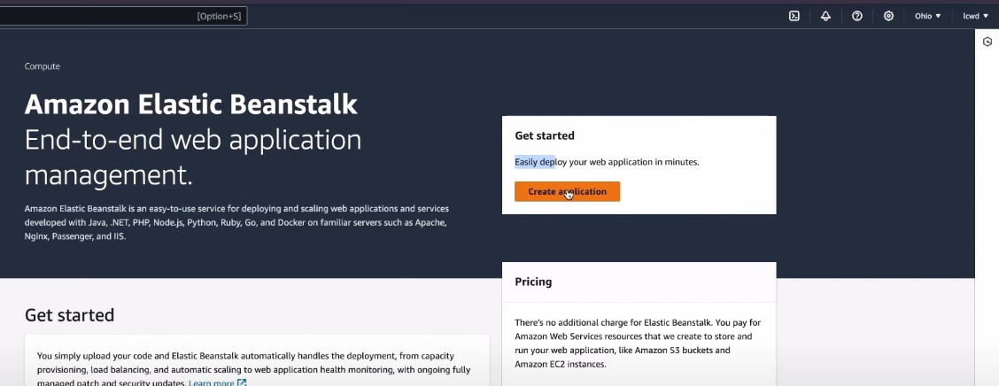 [Option+S]
Ohio
lcwd
Compute
Amazon Elastic Beanstalk
End-to-end web application
management.
Amazon Elastic Beanstalk is an easy-to-use service for deploying and scaling web applications and services
developed with Java, .NET, PHP, Node.js, Python, Ruby, Go, and Docker on familiar servers such as Apache,
Nginx, Passenger, and IIS.
Get started
Easily deploy your web application in minutes.
Create application
Pricing
There's no additional charge for Elastic Beanstalk. You pay for
Amazon Web Services resources that we create to store and
run your web application, like Amazon S3 buckets and
Amazon EC2 instances.
Get started
You simply upload your code and Elastic Beanstalk automatically handles the deployment, from capacity
provisioning, load balancing, and automatic scaling to web application health monitoring, with ongoing fully
managed patch and security updates. Learn more